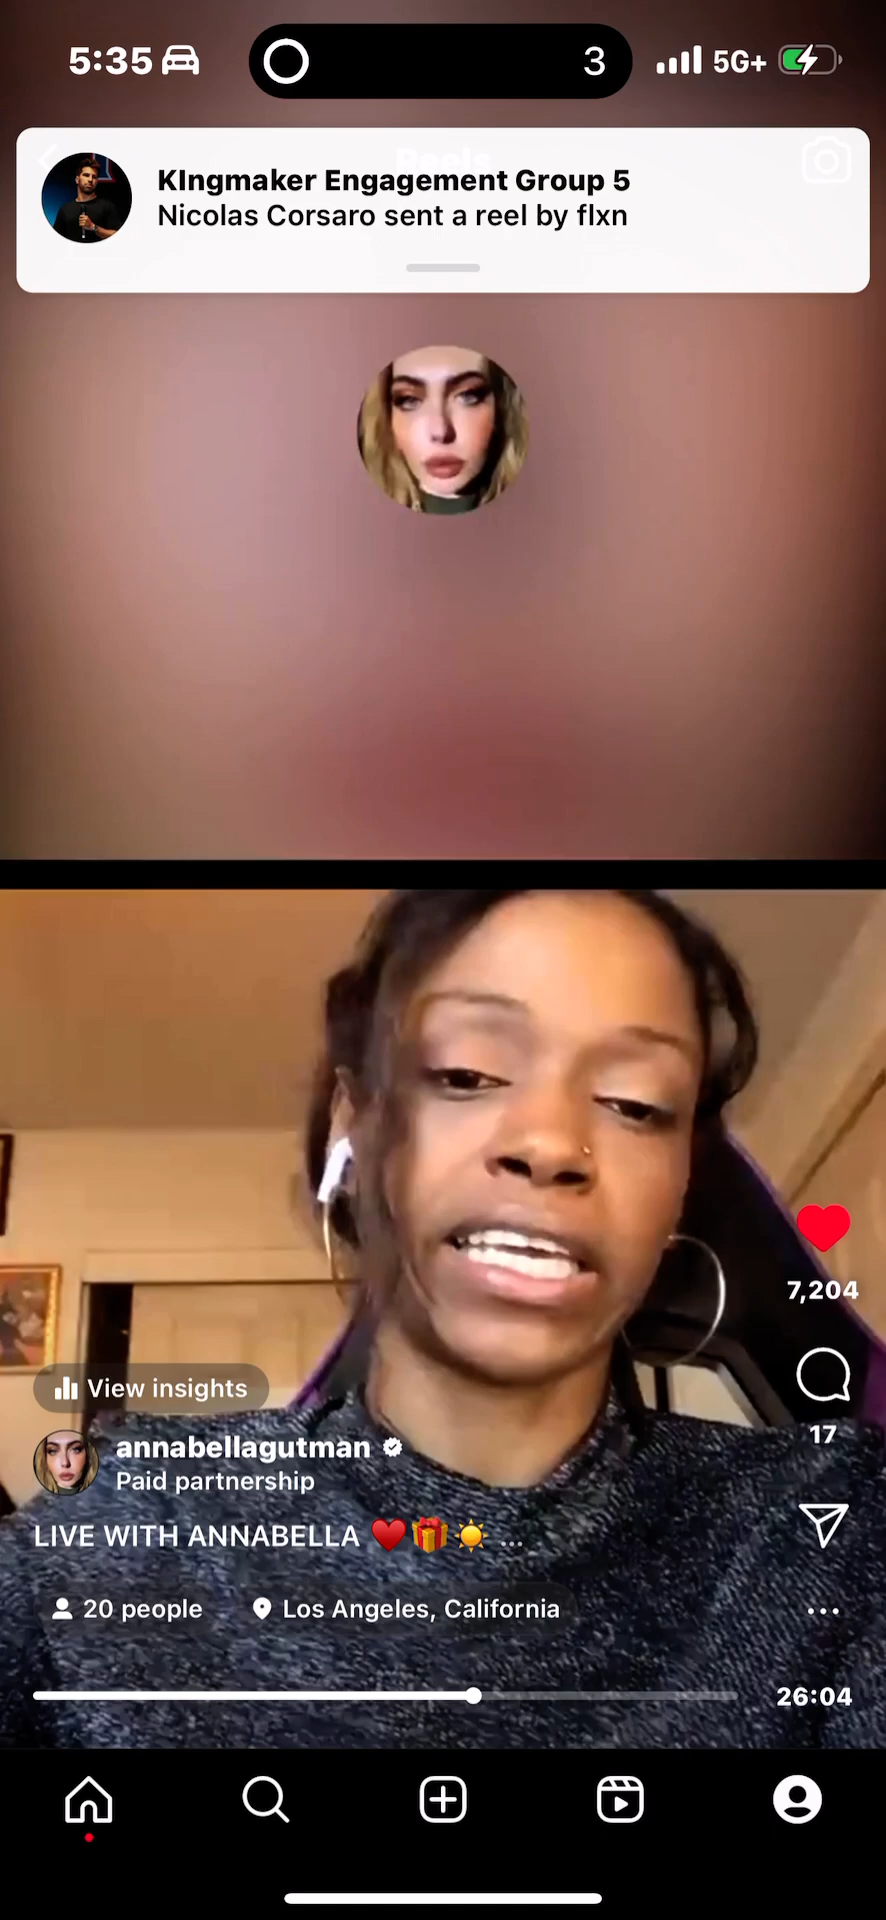 5:35
3
5G+
Reels
KIngmaker Engagement Group 5
Nicolas Corsaro sent a reel by flxn
7,204
View insights
17
annabellagutman
Paid partnership
LIVE WITH ANNABELLA ❤️🎁☀️ ...
20 people
Los Angeles, California
26:04